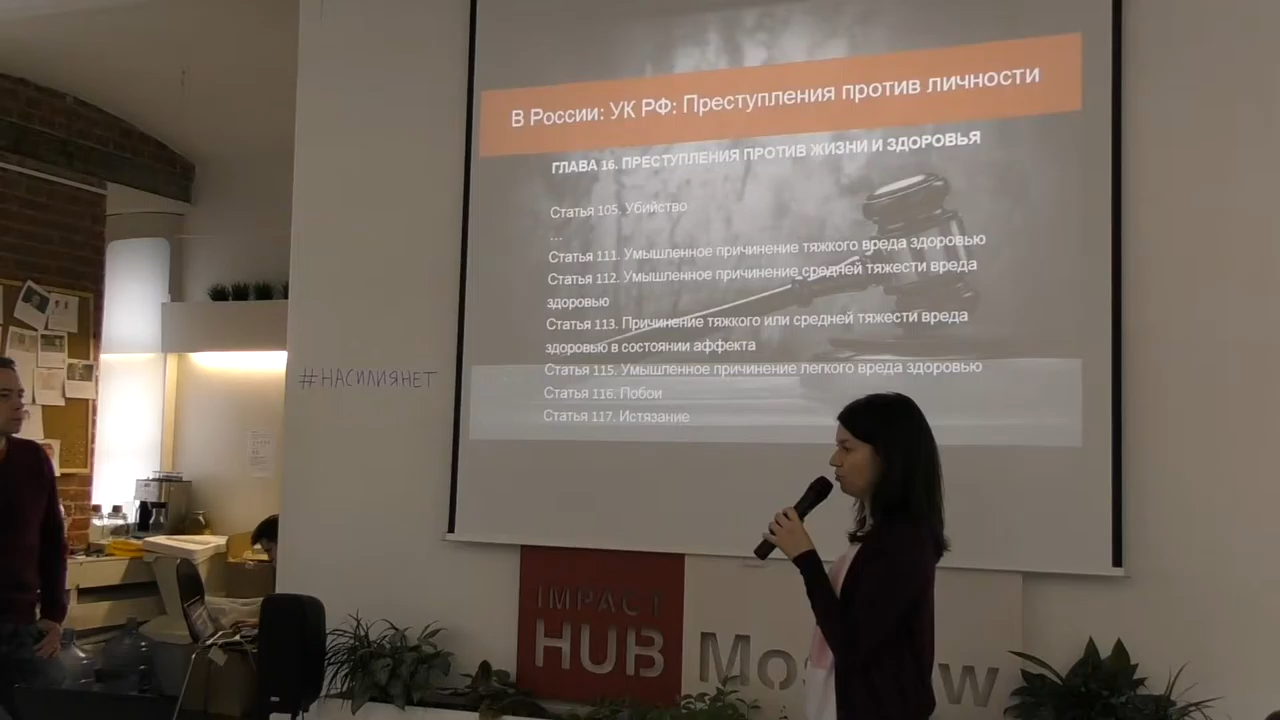 В России: УК РФ: Преступления против личности
ГЛАВА 16. ПРЕСТУПЛЕНИЯ ПРОТИВ ЖИЗНИ И ЗДОРОВЬЯ
Статья 105. Убийство
...
Статья 111. Умышленное причинение тяжкого вреда здоровью
Статья 112. Умышленное причинение средней тяжести вреда
здоровью
Статья 113. Причинение тяжкого или средней тяжести вреда
здоровью в состоянии аффекта
Статья 115. Умышленное причинение легкого вреда здоровью
Статья 116. Побои
Статья 117. Истязание
#НАСИЛИЯНЕТ
IMPACT
HUB